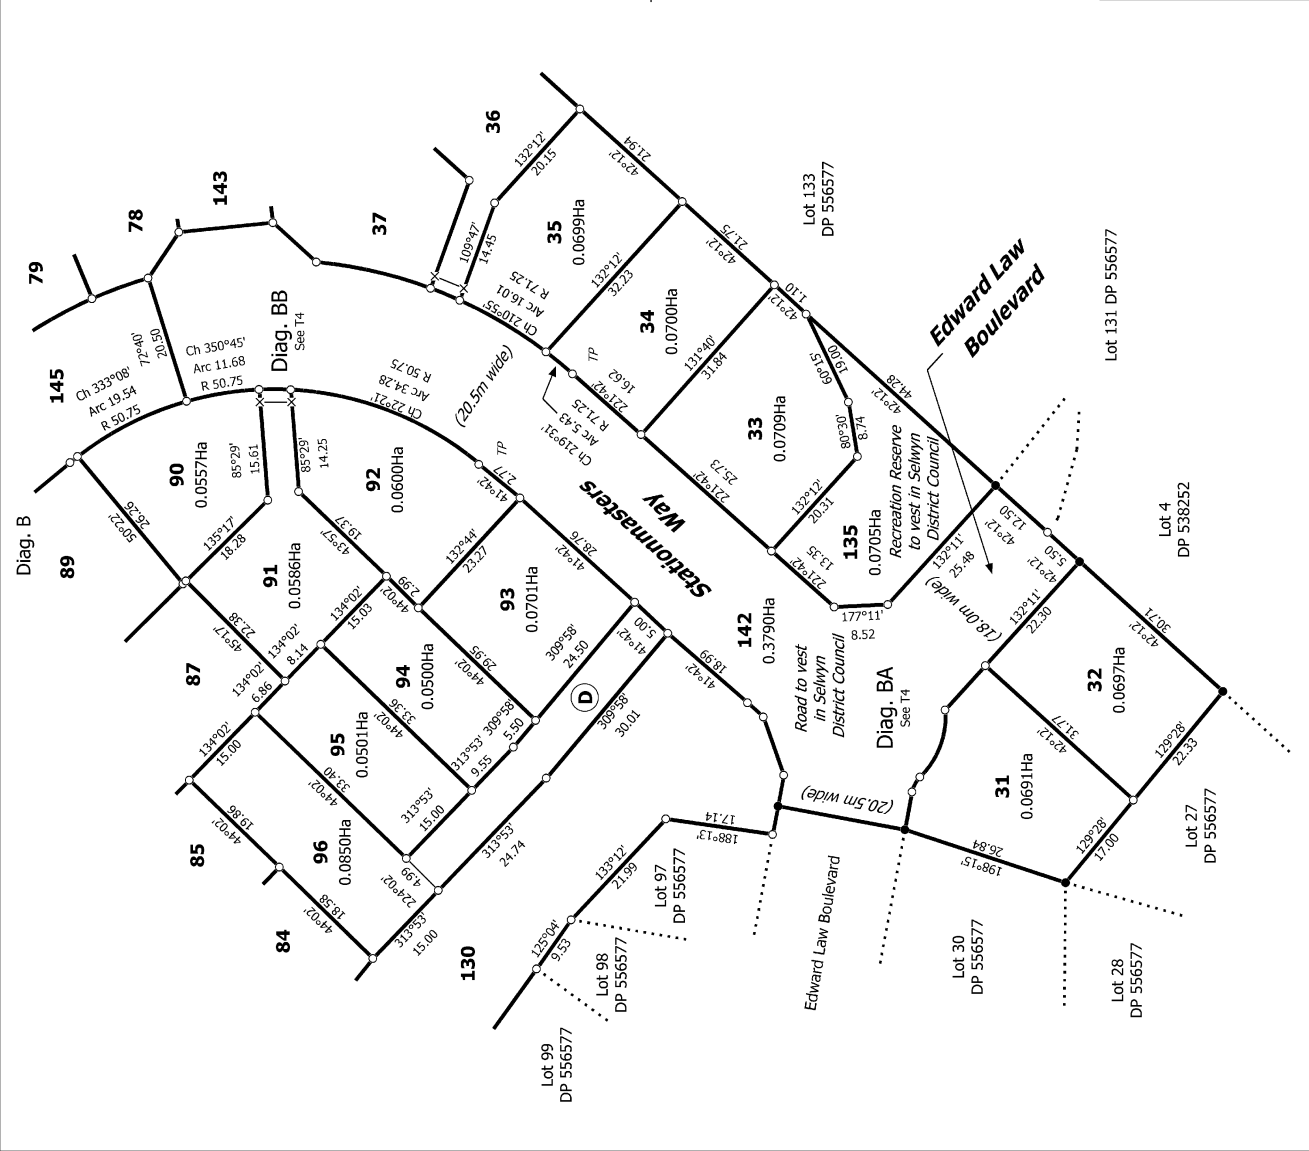 Diag. B
79
78
143
37
36
145
Ch 333°08'
Arc 19.54
R 50.75
72°40'
20.50
Ch 350°45'
Arc 11.68
R 50.75
Diag. BB
See T4
132°12'
20.15
109°47'
14.45
35
0.0699Ha
42°12'
21.94
Lot 133
DP 556577
R 71.25
Arc 16.01
Ch 210°55'
132°12'
32.23
42°12'
21.75
34
0.0700Ha
TP
16.62
221°42'
R 71.25
Arc 5.43
Ch 219°31'
131°40'
31.84
42°12'
1.10
Edward Law
Boulevard
Lot 131 DP 556577
89
50°22'
26.26
90
0.0557Ha
85°29'
15.61
85°29'
14.25
R 50.75
Arc 34.28
Ch 22°21'
(20.5m wide)
92
0.0600Ha
135°17'
18.28
43°57'
19.37
TP
2.77
41°42'
Stationmasters
Way
33
0.0709Ha
60°15'
19.00
80°30'
8.74
42°12'
44.28
221°42'
25.73
132°12'
20.31
135
0.0705Ha
Recreation Reserve
to vest in Selwyn
District Council
221°42'
13.35
177°11'
8.52
132°11'
25.48
42°12'
12.50
42°12'
5.50
(18.0m wide)
132°11'
22.30
Lot 4
DP 538252
91
0.0586Ha
45°17'
22.38
134°02'
15.03
44°02'
2.99
132°44'
23.27
93
0.0701Ha
41°42'
28.76
134°02'
8.14
134°02'
6.86
87
94
0.0500Ha
44°02'
29.95
309°58'
24.50
41°42'
5.00
142
0.3790Ha
Road to vest
in Selwyn
District Council
41°42'
18.99
Diag. BA
See T4
134°02'
15.00
95
0.0501Ha
44°02'
33.36
309°58'
5.50
313°53'
9.55
D
309°58'
30.01
44°02'
33.40
313°53'
15.00
85
44°02'
19.86
96
0.0850Ha
224°02'
4.99
313°53'
24.74
44°02'
18.58
84
313°53'
15.00
130
(20.5m wide)
188°13'
17.14
133°12'
21.99
125°04'
9.53
Lot 97
DP 556577
Lot 98
DP 556577
Lot 99
DP 556577
Edward Law Boulevard
31
0.0691Ha
198°15'
26.84
42°12'
31.77
32
0.0697Ha
42°12'
30.71
129°28'
22.33
129°28'
17.00
Lot 27
DP 556577
Lot 30
DP 556577
Lot 28
DP 556577